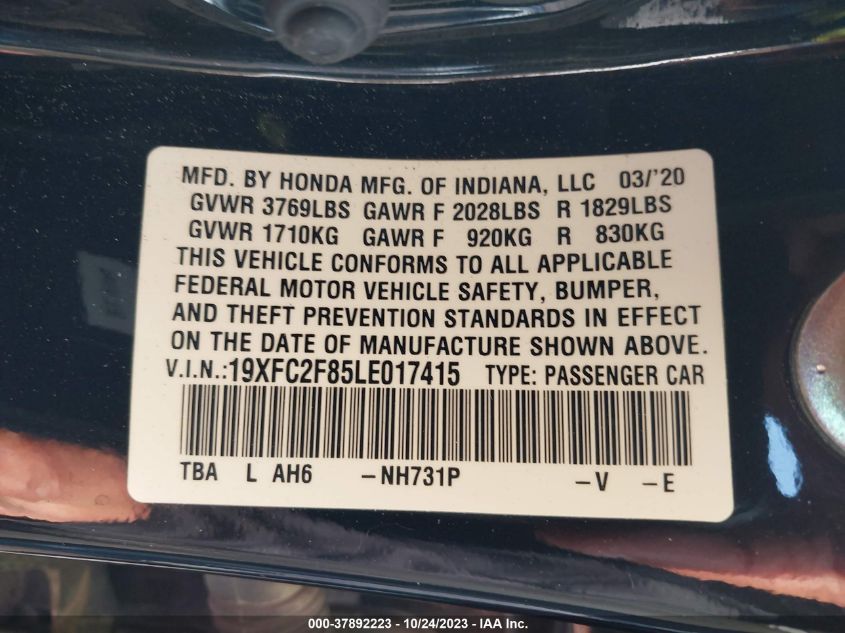 MFD. BY HONDA MFG. OF INDIANA, LLC 03/'20
GVWR 3769LBS GAWR F 2028LBS R 1829LBS
GVWR 1710KG GAWR F 920KG R 830KG
THIS VEHICLE CONFORMS TO ALL APPLICABLE
FEDERAL MOTOR VEHICLE SAFETY, BUMPER,
AND THEFT PREVENTION STANDARDS IN EFFECT
ON THE DATE OF MANUFACTURE SHOWN ABOVE.
V.I.N.:19XFC2F85LE017415 TYPE: PASSENGER CAR
TBA L AH6 -NH731P -V -E
000-37892223 - 10/24/2023 - IAA Inc.